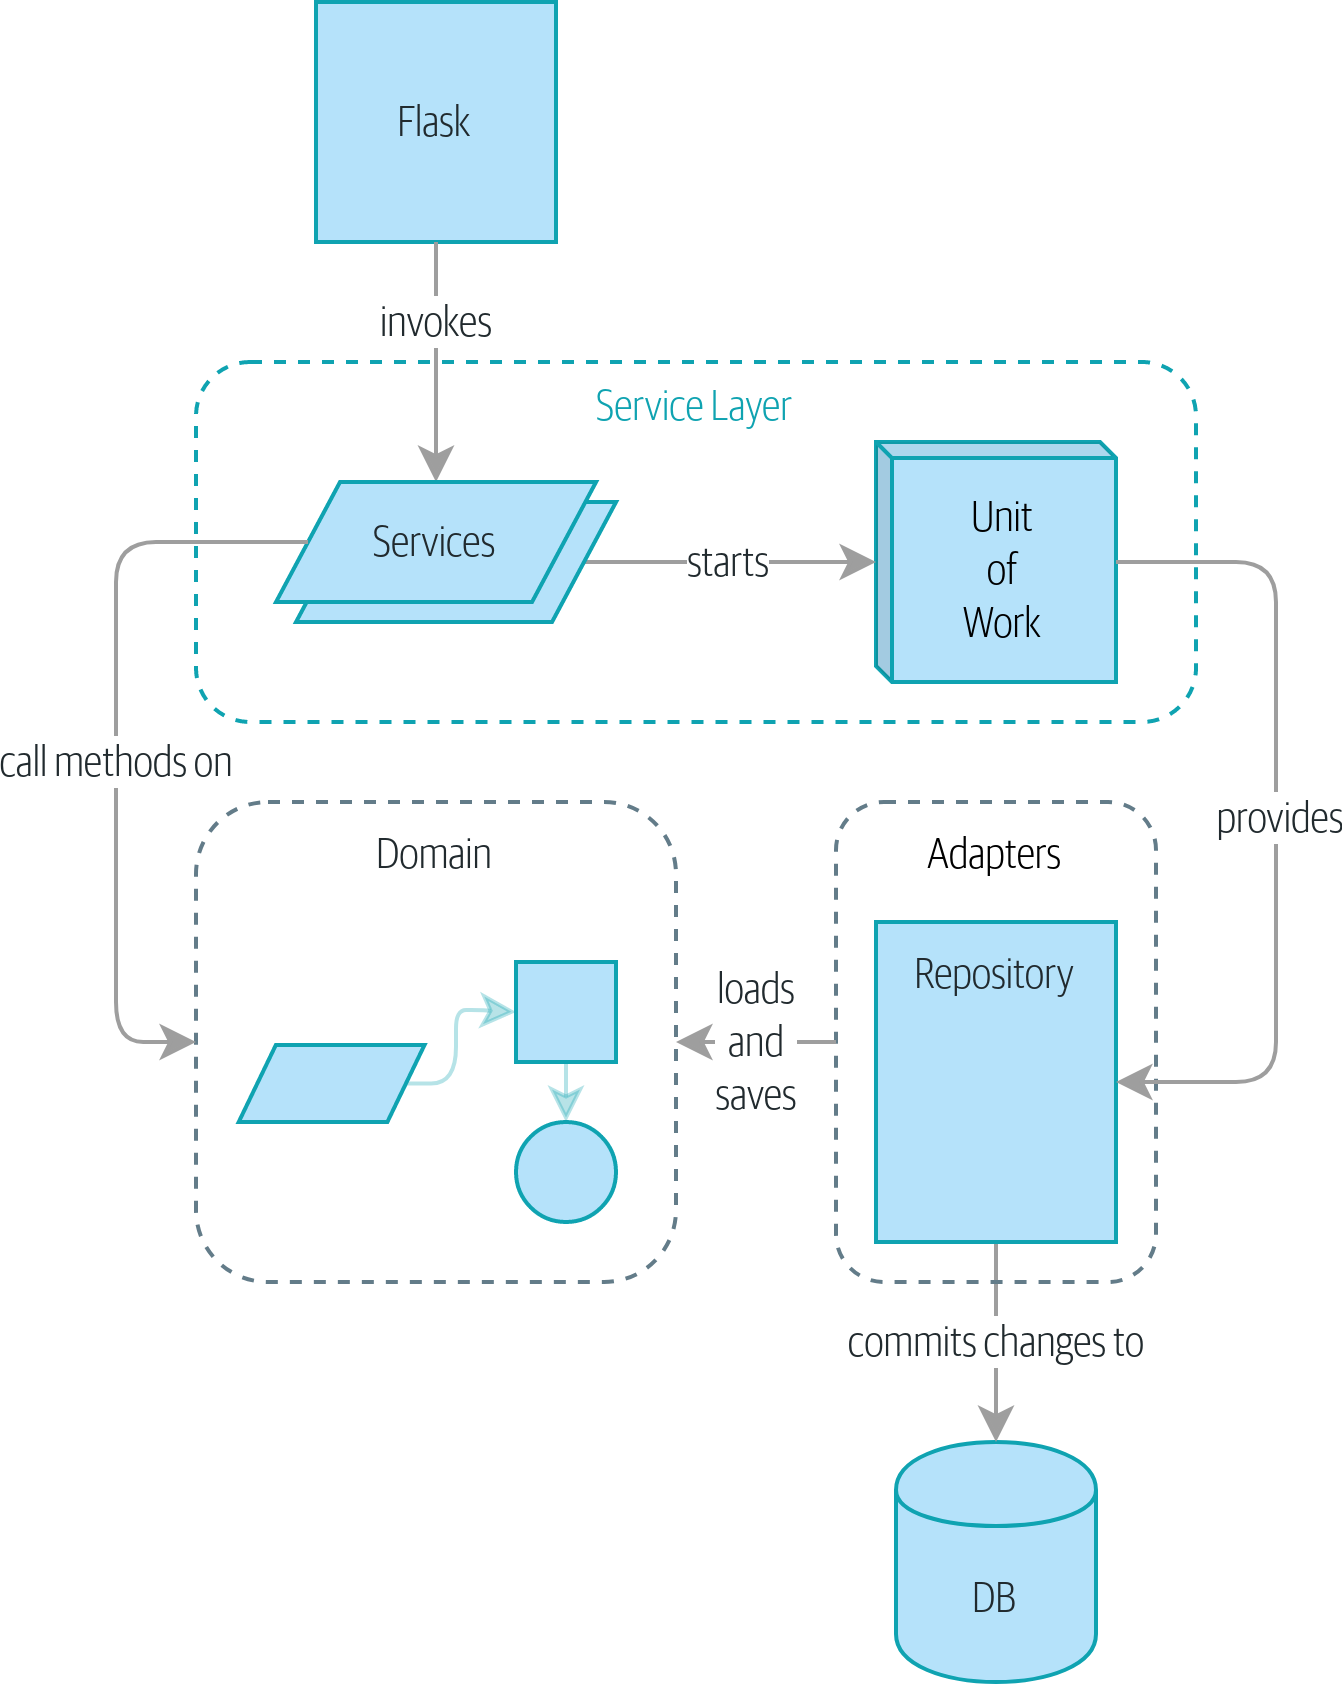 Flask
invokes
Service Layer
Services
starts
Unit
of
Work
call methods on
provides
Domain
Adapters
Repository
loads
and
saves
commits changes to
DB